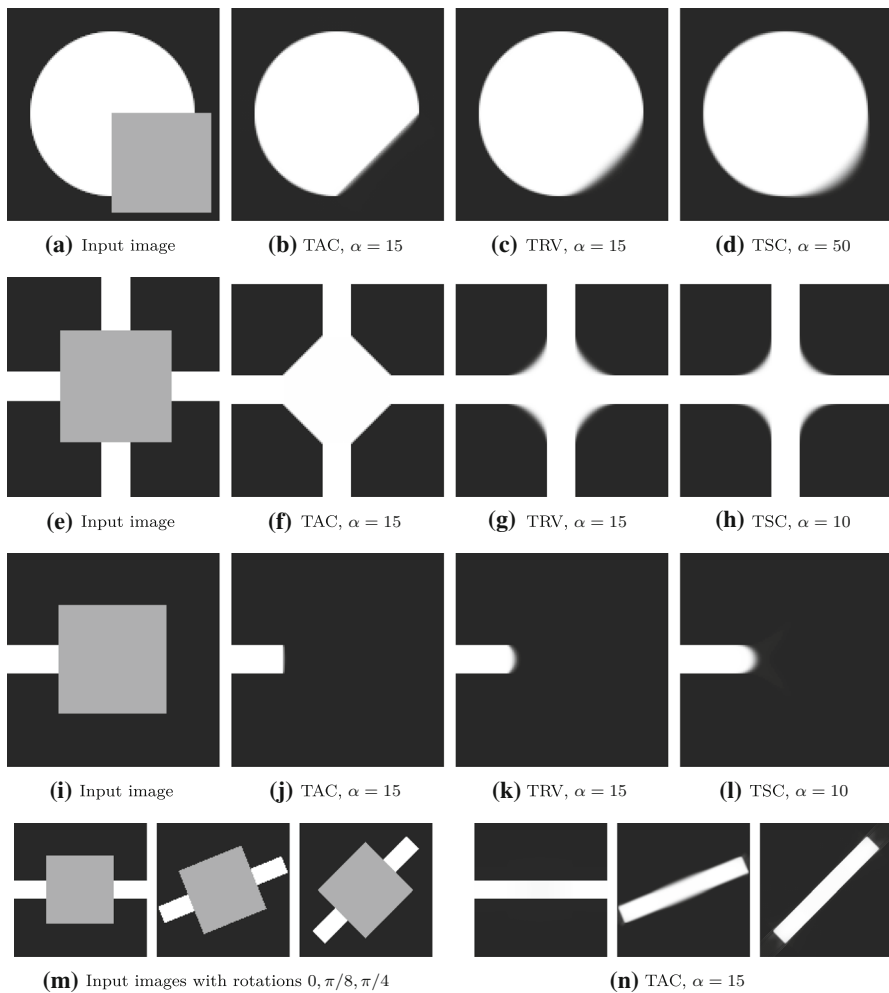 (a) Input image
(b) TAC, α = 15
(c) TRV, α = 15
(d) TSC, α = 50
(e) Input image
(f) TAC, α = 15
(g) TRV, α = 15
(h) TSC, α = 10
(i) Input image
(j) TAC, α = 15
(k) TRV, α = 15
(l) TSC, α = 10
(m) Input images with rotations 0, π/8, π/4
(n) TAC, α = 15